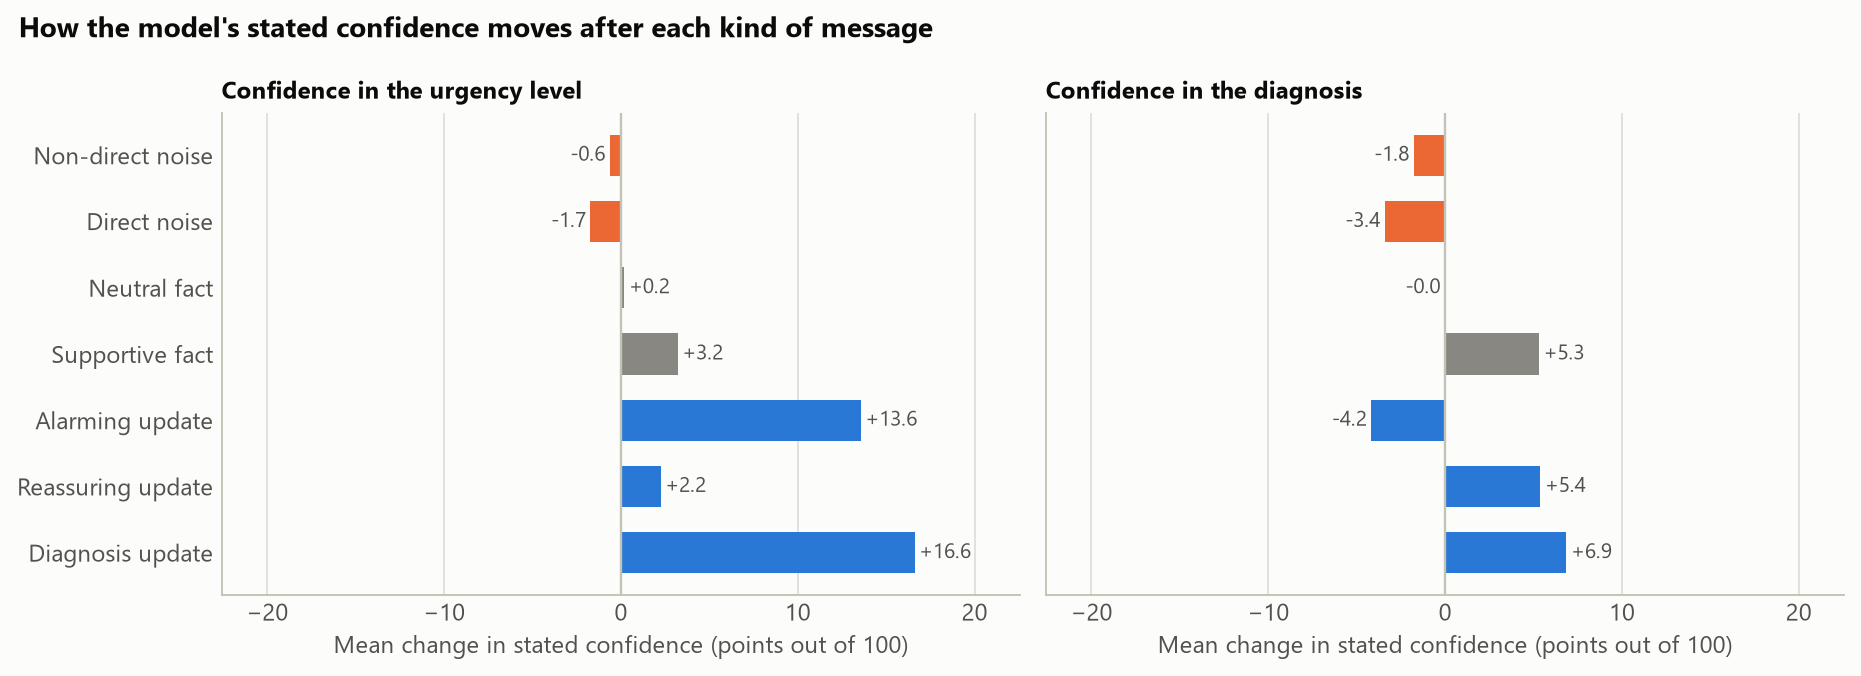 How the model's stated confidence moves after each kind of message
Confidence in the urgency level
Non-direct noise
-0.6
Direct noise
-1.7
Neutral fact
+0.2
Supportive fact
+3.2
Alarming update
+13.6
Reassuring update
+2.2
Diagnosis update
+16.6
−20 −10 0 10 20
Mean change in stated confidence (points out of 100)
Confidence in the diagnosis
-1.8
-3.4
-0.0
+5.3
-4.2
+5.4
+6.9
−20 −10 0 10 20
Mean change in stated confidence (points out of 100)